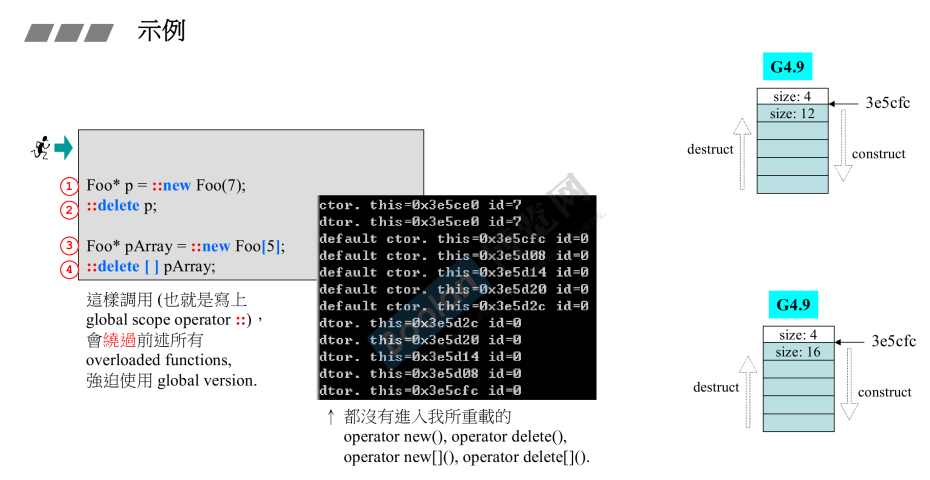 示例
① Foo* p = ::new Foo(7);
② ::delete p;
③ Foo* pArray = ::new Foo[5];
④ ::delete [ ] pArray;
這樣調用 (也就是寫上
global scope operator ::)，
會繞過前述所有
overloaded functions,
強迫使用 global version.
ctor. this=0x3e5ce0 id=7
dtor. this=0x3e5ce0 id=7
default ctor. this=0x3e5cfc id=0
default ctor. this=0x3e5d08 id=0
default ctor. this=0x3e5d14 id=0
default ctor. this=0x3e5d20 id=0
default ctor. this=0x3e5d2c id=0
dtor. this=0x3e5d2c id=0
dtor. this=0x3e5d20 id=0
dtor. this=0x3e5d14 id=0
dtor. this=0x3e5d08 id=0
dtor. this=0x3e5cfc id=0
↑ 都沒有進入我所重載的
operator new(), operator delete(),
operator new[](), operator delete[]().
G4.9
size: 4
3e5cfc
size: 12
destruct
construct
G4.9
size: 4
3e5cfc
size: 16
destruct
construct